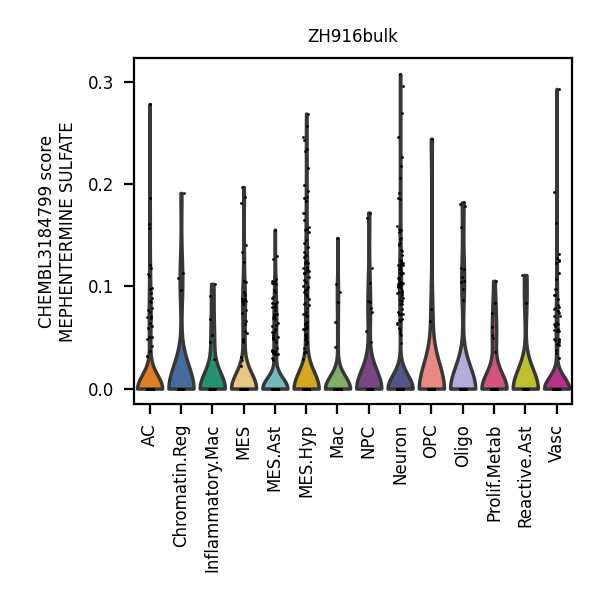 ZH916bulk
CHEMBL3184799 score
MEPHENTERMINE SULFATE
0.3
0.2
0.1
0.0
AC
Chromatin.Reg
Inflammatory.Mac
MES
MES.Ast
MES.Hyp
Mac
NPC
Neuron
OPC
Oligo
Prolif.Metab
Reactive.Ast
Vasc